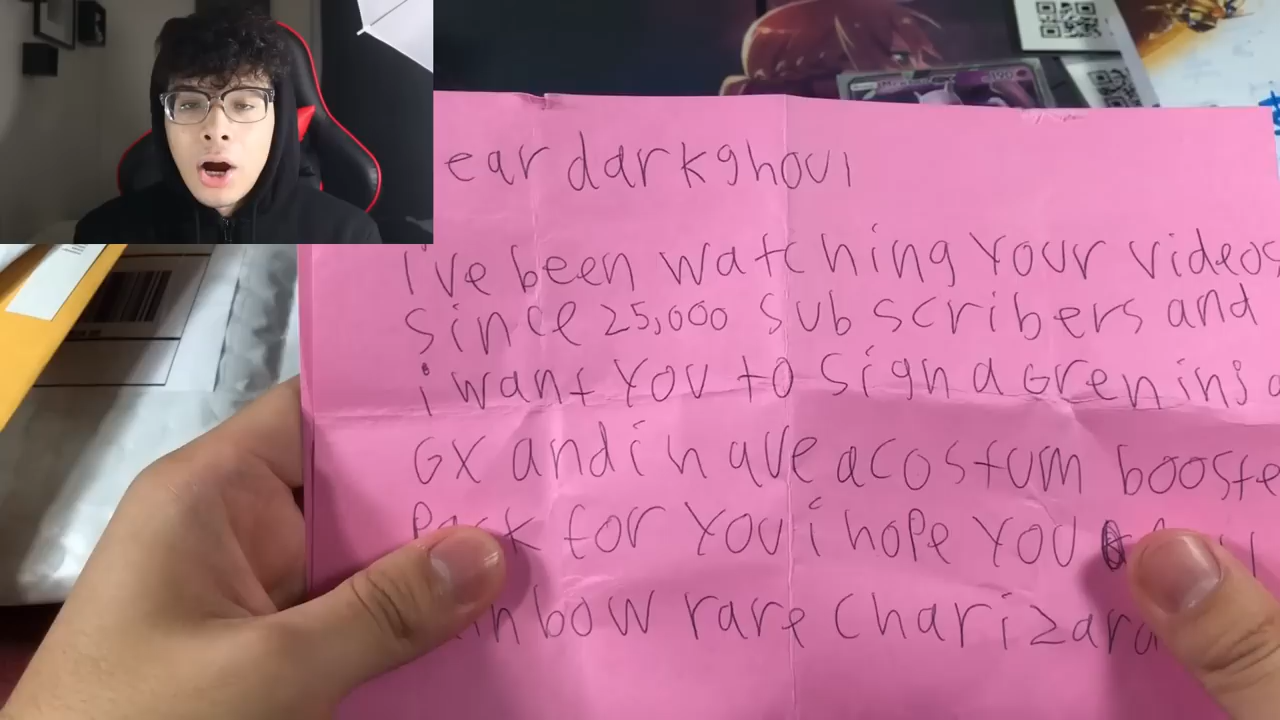 ear darkghoul
i've been watching your videos
since 25,000 subscribers and
i want you to sign a Greninja
GX and i have a costum booste
Pack for you i hope you
inbow rare charizard